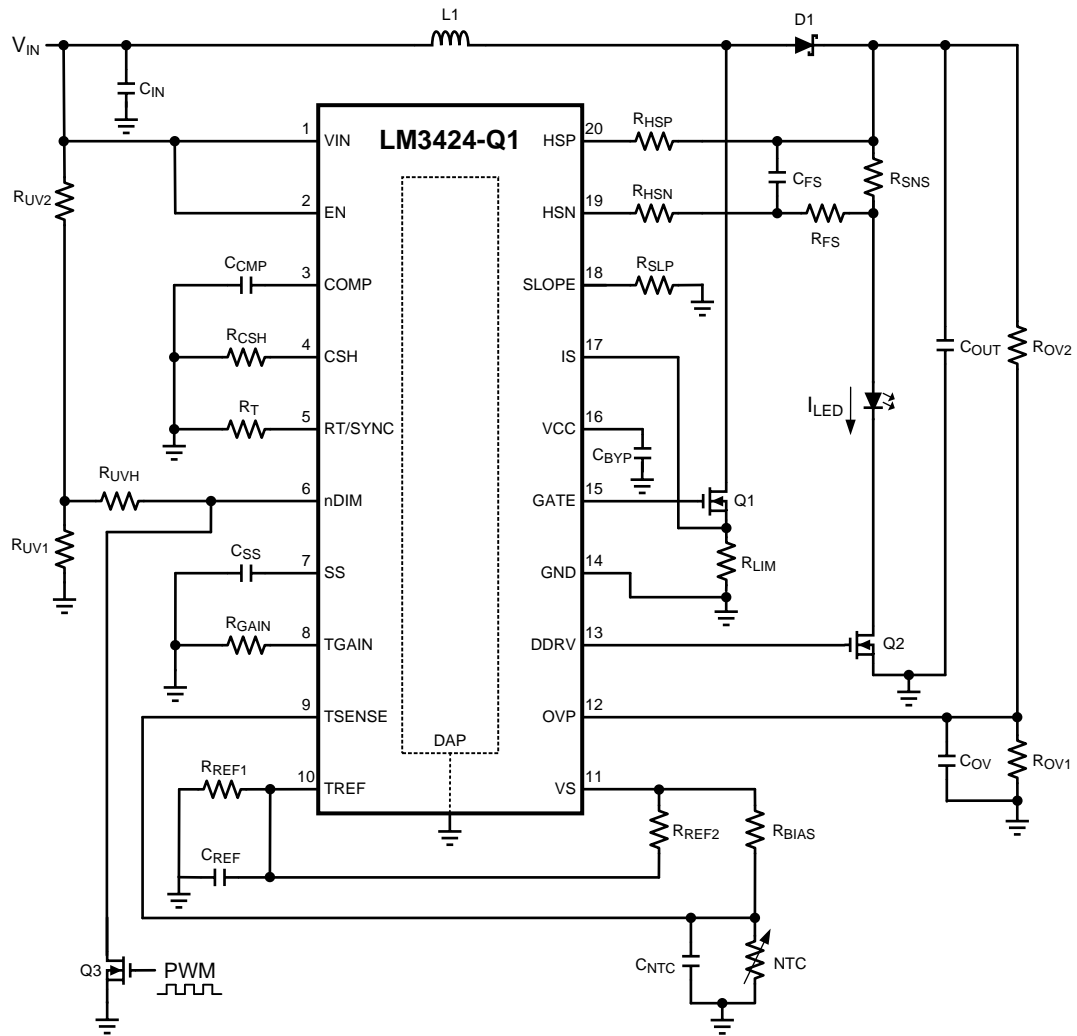 L1
D1
VIN
CIN
LM3424-Q1
1
VIN
HSP
20
RHSP
RUV2
CFS
RSNS
2
EN
HSN
19
RHSN
RFS
CCMP
3
COMP
SLOPE
18
RSLP
RCSH
4
CSH
IS
17
COUT
ROV2
RT
5
RT/SYNC
VCC
16
CBYP
ILED
RUVH
6
nDIM
GATE
15
Q1
RUV1
CSS
7
SS
GND
14
RLIM
RGAIN
8
TGAIN
DDRV
13
Q2
9
TSENSE
OVP
12
COV
ROV1
DAP
RREF1
10
TREF
VS
11
RREF2
RBIAS
CREF
CNTC
NTC
Q3
PWM